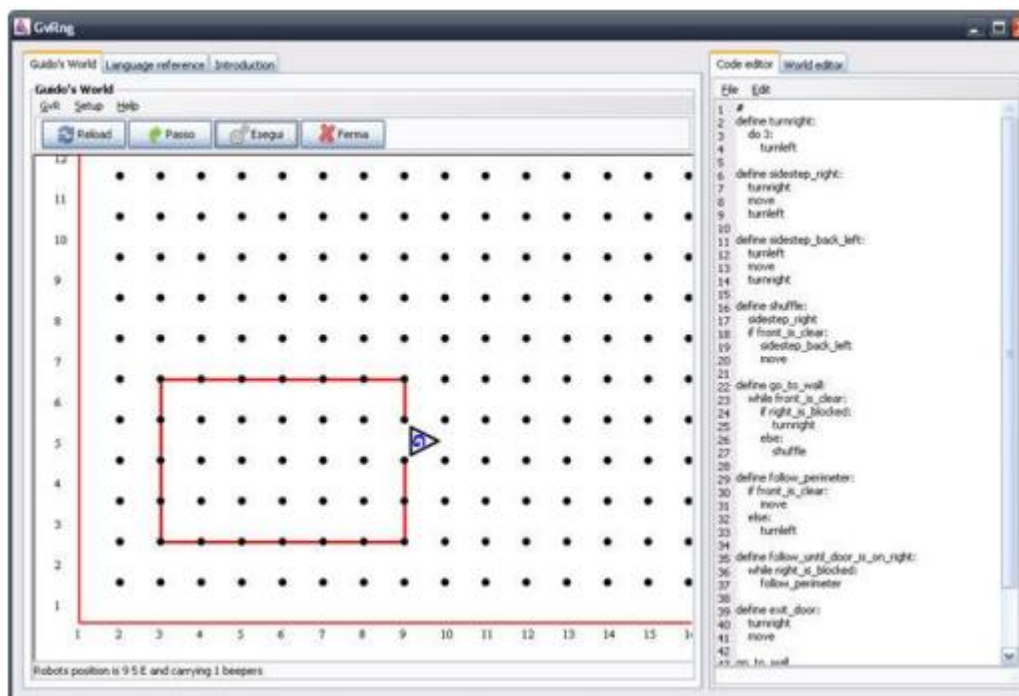 GvRng
Guido's World Language reference Introduction
Guido's World
GvR Setup Help
Reload Passo Esegui Ferma
12
11
10
9
8
7
6
5
4
3
2
1
1 2 3 4 5 6 7 8 9 10 11 12 13 14 15
Robots position is 9 5 E and carrying 1 beepers
Code editor World editor
File Edit
1 #
2 define turnright:
3 do 3:
4 turnleft
5
6 define sidestep_right:
7 turnright
8 move
9 turnleft
10
11 define sidestep_back_left:
12 turnleft
13 move
14 turnright
15
16 define shuffle:
17 sidestep_right
18 if front_is_clear:
19 sidestep_back_left
20 move
21
22 define go_to_wall:
23 while front_is_clear:
24 if right_is_blocked:
25 turnright
26 else:
27 shuffle
28
29 define follow_perimeter:
30 if front_is_clear:
31 move
32 else:
33 turnleft
34
35 define follow_until_door_is_on_right:
36 while right_is_blocked:
37 follow_perimeter
38
39 define exit_door:
40 turnright
41 move
42
43 go_to_wall